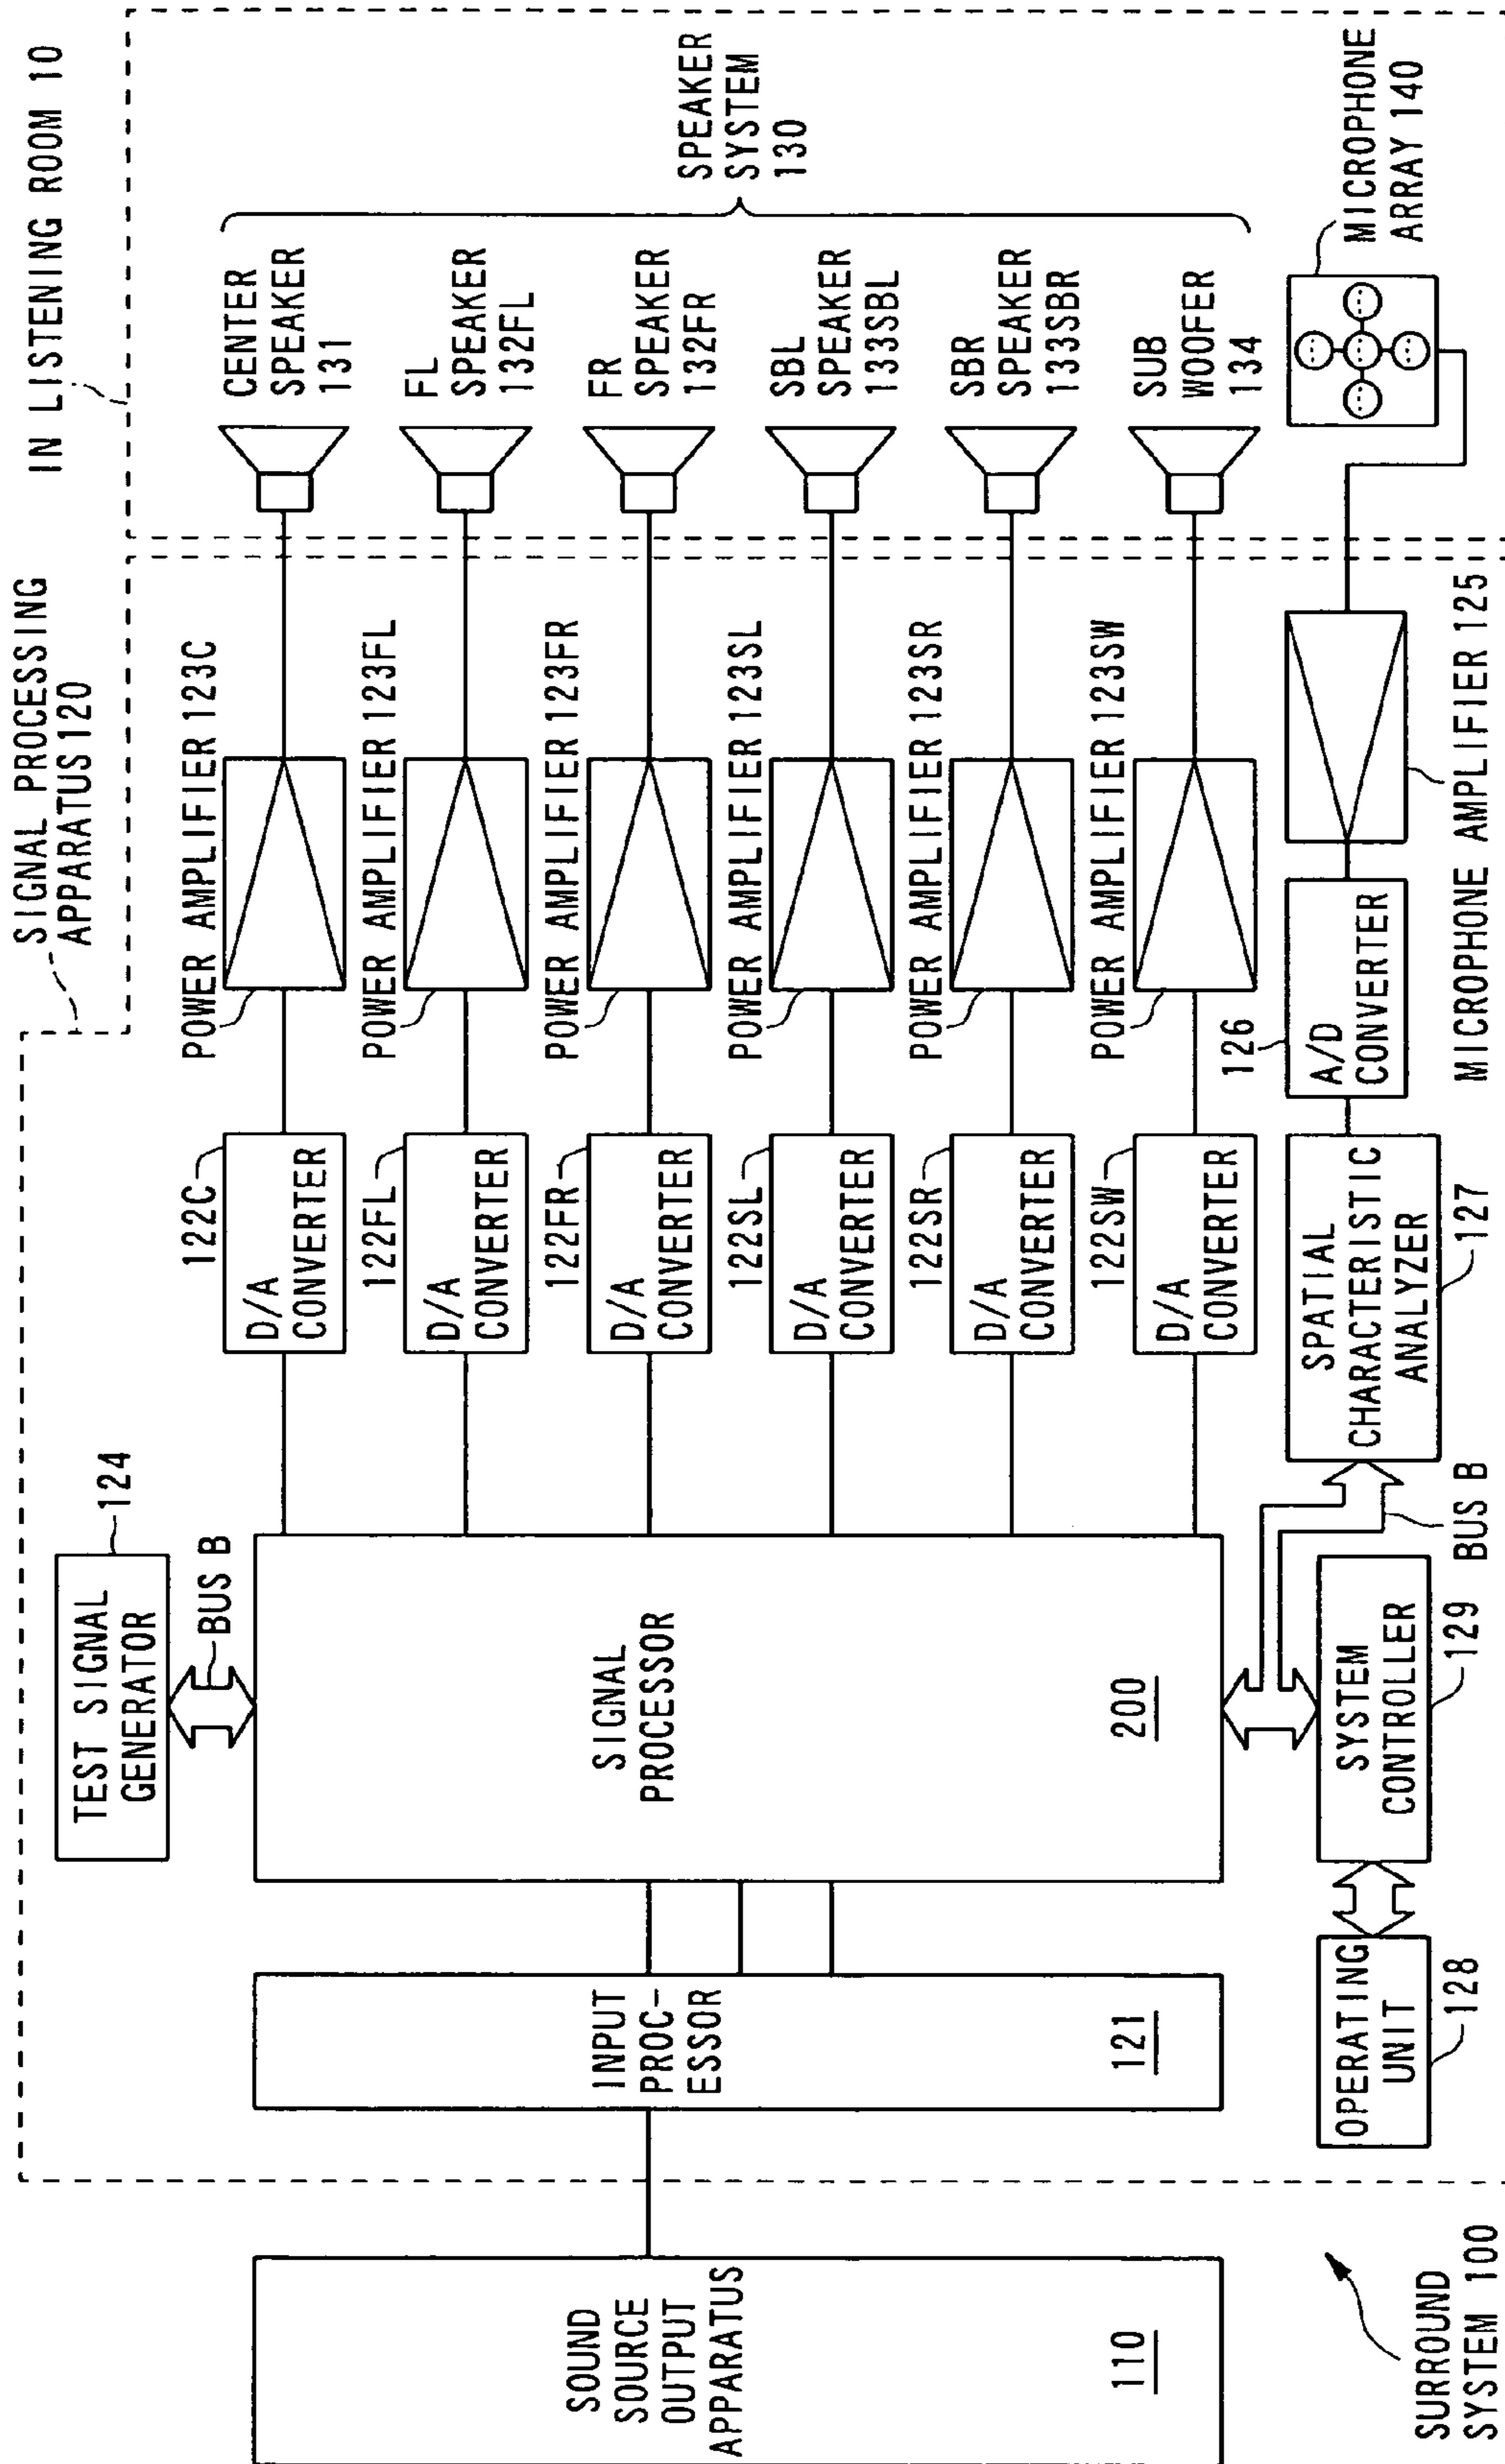 IN LISTENING ROOM 10
SIGNAL PROCESSING
APPARATUS 120
124
TEST SIGNAL
GENERATOR
BUS B
SOUND
SOURCE
OUTPUT
APPARATUS
110
INPUT
PROC-
ESSOR
121
SIGNAL
PROCESSOR
200
122C
D/A
CONVERTER
POWER AMPLIFIER 123C
CENTER
SPEAKER
131
122FL
D/A
CONVERTER
POWER AMPLIFIER 123FL
FL
SPEAKER
132FL
122FR
D/A
CONVERTER
POWER AMPLIFIER 123FR
FR
SPEAKER
132FR
122SL
D/A
CONVERTER
POWER AMPLIFIER 123SL
SBL
SPEAKER
133SBL
122SR
D/A
CONVERTER
POWER AMPLIFIER 123SR
SBR
SPEAKER
133SBR
122SW
D/A
CONVERTER
POWER AMPLIFIER 123SW
SUB
WOOFER
134
SPEAKER
SYSTEM
130
OPERATING
UNIT
128
SYSTEM
CONTROLLER
129
BUS B
SPATIAL
CHARACTERISTIC
ANALYZER
127
126
A/D
CONVERTER
MICROPHONE AMPLIFIER 125
MICROPHONE
ARRAY 140
SURROUND
SYSTEM 100